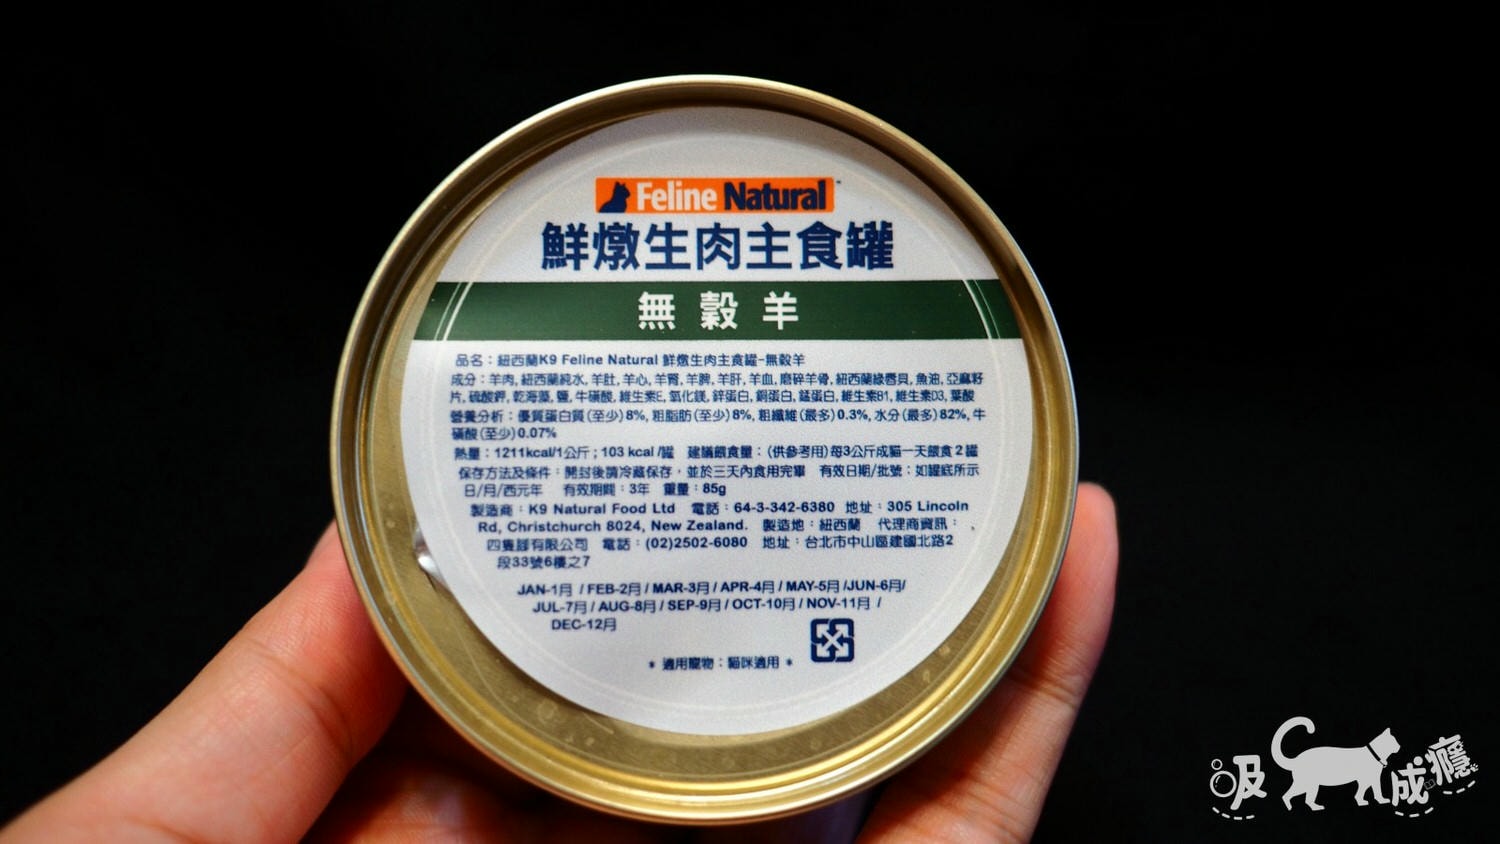 Feline Natural
鮮燉生肉主食罐
無穀羊
品名：紐西蘭K9 Feline Natural 鮮燉生肉主食罐-無穀羊
成分：羊肉, 紐西蘭純水, 羊肚, 羊心, 羊腎, 羊脾, 羊肝, 羊血, 磨碎羊骨, 紐西蘭綠唇貝, 魚油, 亞麻籽
片, 硫酸鉀, 乾海藻, 鹽, 牛磺酸, 維生素E, 氧化鎂, 鋅蛋白, 銅蛋白, 錳蛋白, 維生素B1, 維生素D3, 葉酸
營養分析：優質蛋白質(至少)8%, 粗脂肪(至少)8%, 粗纖維(最多)0.3%, 水分(最多)82%, 牛
磺酸(至少)0.07%
熱量：1211kcal/1公斤；103 kcal /罐 建議餵食量：(供參考用)每3公斤成貓一天餵食2罐
保存方法及條件：開封後請冷藏保存，並於三天內食用完畢 有效日期/批號：如罐底所示
日/月/西元年 有效期間：3年 重量：85g
製造商：K9 Natural Food Ltd 電話：64-3-342-6380 地址：305 Lincoln
Rd, Christchurch 8024, New Zealand. 製造地：紐西蘭 代理商資訊：、
四隻腳有限公司 電話：(02)2502-6080 地址：台北市中山區建國北路2
段33號6樓之7
JAN-1月 / FEB-2月 / MAR-3月 / APR-4月 / MAY-5月 /JUN-6月/
JUL-7月 / AUG-8月 / SEP-9月 / OCT-10月 / NOV-11月 /
DEC-12月
* 適用寵物：貓咪適用 *
吸成癮